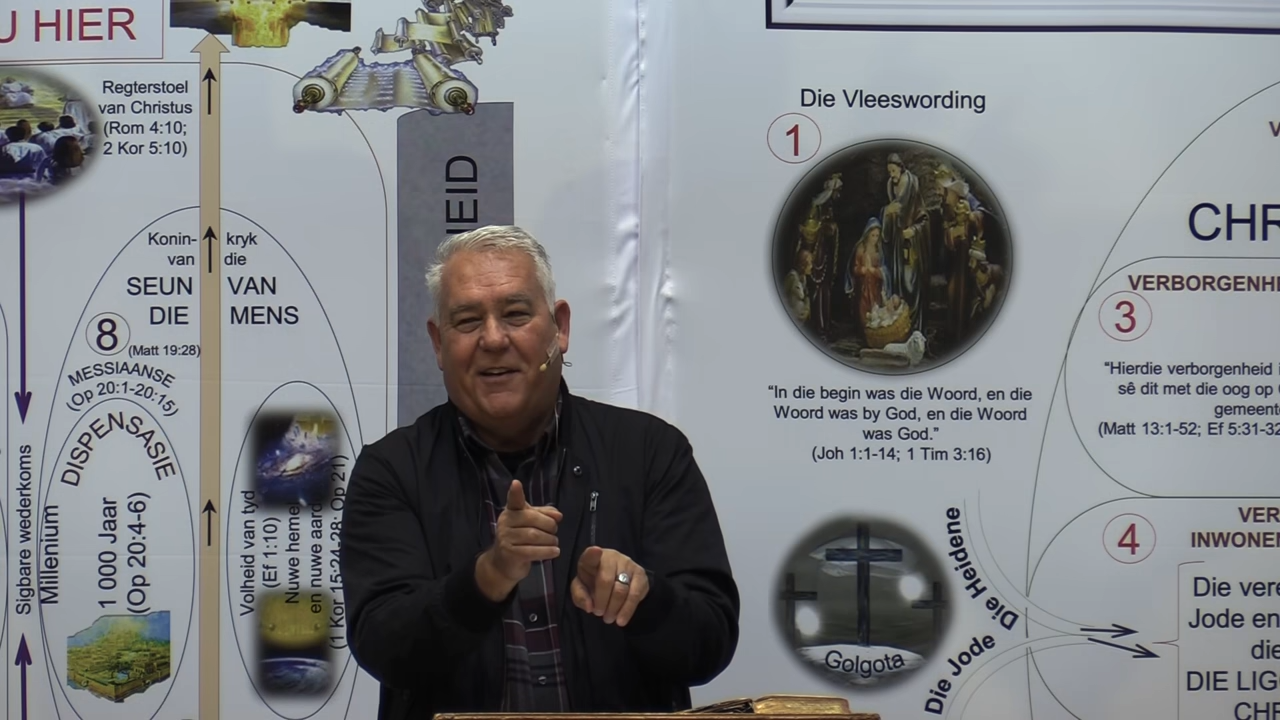 U HIER
Regterstoel
van Christus
(Rom 4:10;
2 Kor 5:10)
Konin- kryk
van die
SEUN VAN
DIE MENS
8
(Matt 19:28)
MESSIAANSE
(Op 20:1-20:15)
DISPENSASIE
1 000 Jaar
(Op 20:4-6)
Millenium
Sigbare wederkoms
Volheid van tyd
(Ef 1:10)
Nuwe heme
en nuwe aard
(1 Kor 15:24-28; Op 21)
HEID
Die Vleeswording
1
"In die begin was die Woord, en die
Woord was by God, en die Woord
was God."
(Joh 1:1-14; 1 Tim 3:16)
Golgota
Die Heidene
Die Jode
CHR
VERBORGENHE
3
"Hierdie verborgenheid i
sê dit met die oog op
gemeent
(Matt 13:1-52; Ef 5:31-32
4
VER
INWONEN
Die vere
Jode en
die
DIE LIG
CHR